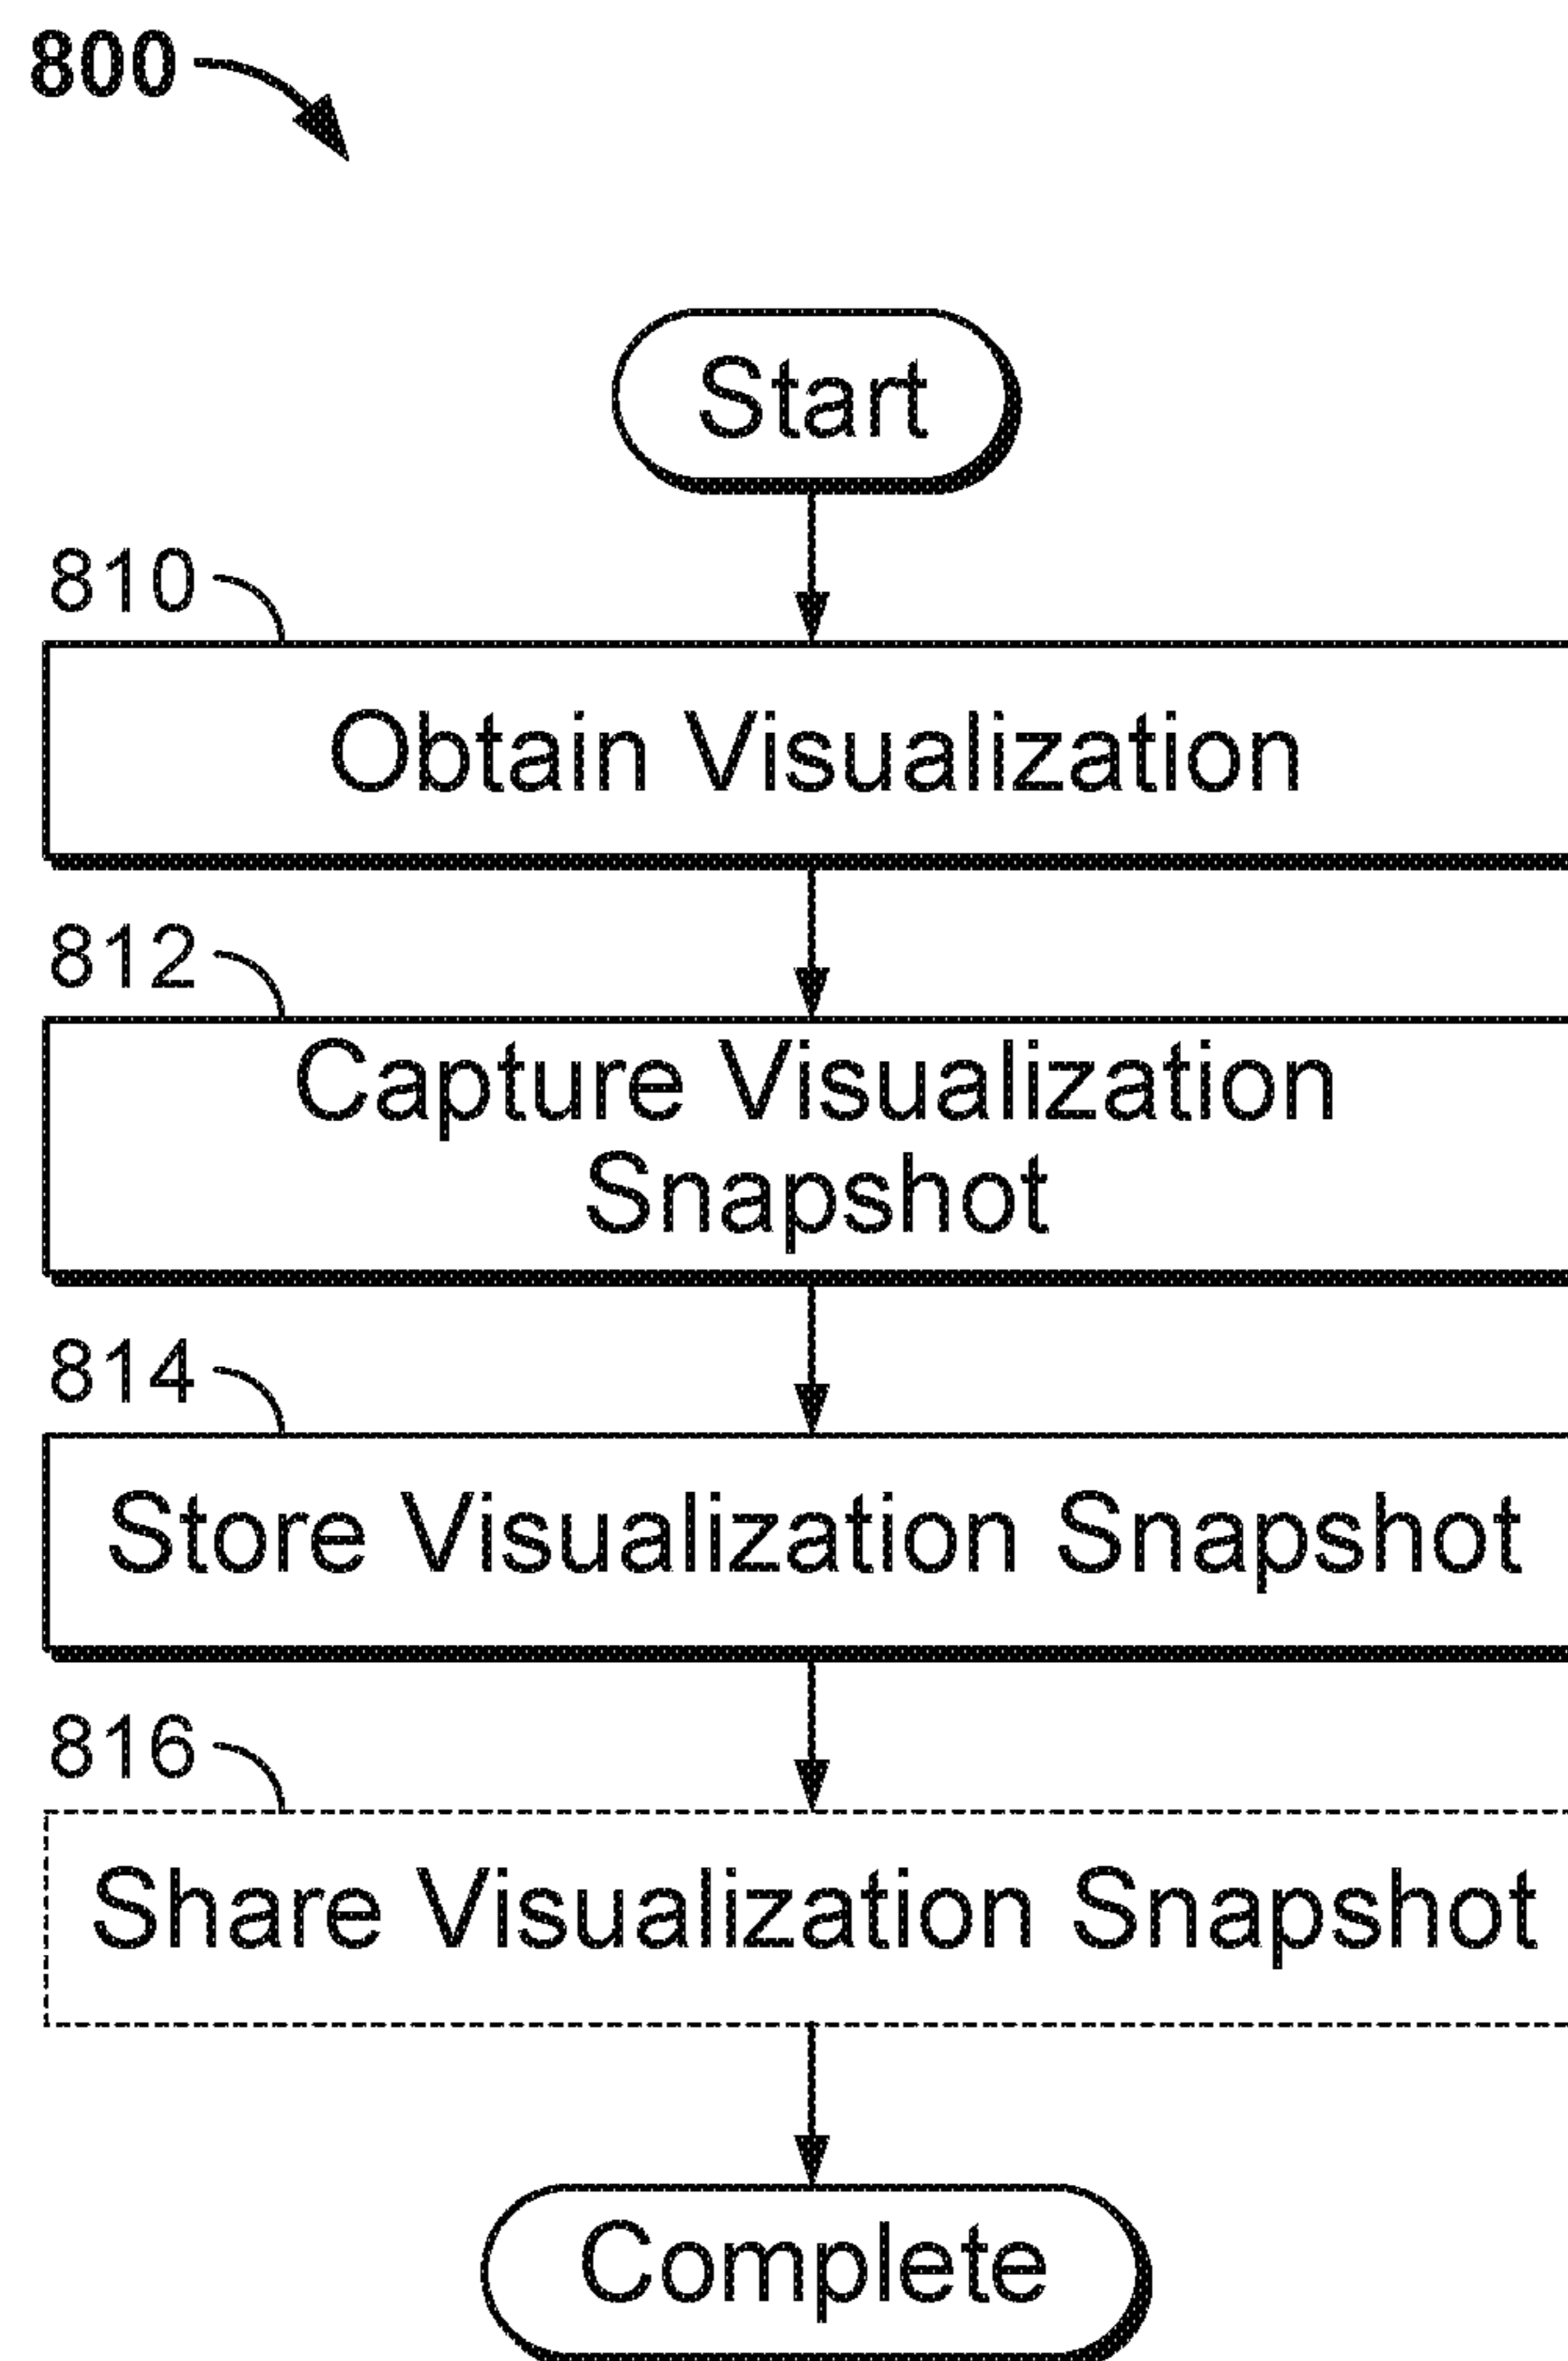 800
Start
810
Obtain Visualization
812
Capture Visualization
Snapshot
814
Store Visualization Snapshot
816
Share Visualization Snapshot
Complete